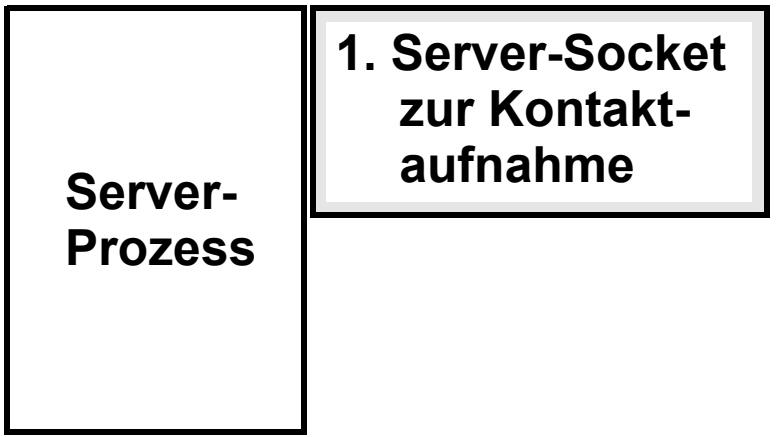 Server-
Prozess
1. Server-Socket
zur Kontakt-
aufnahme